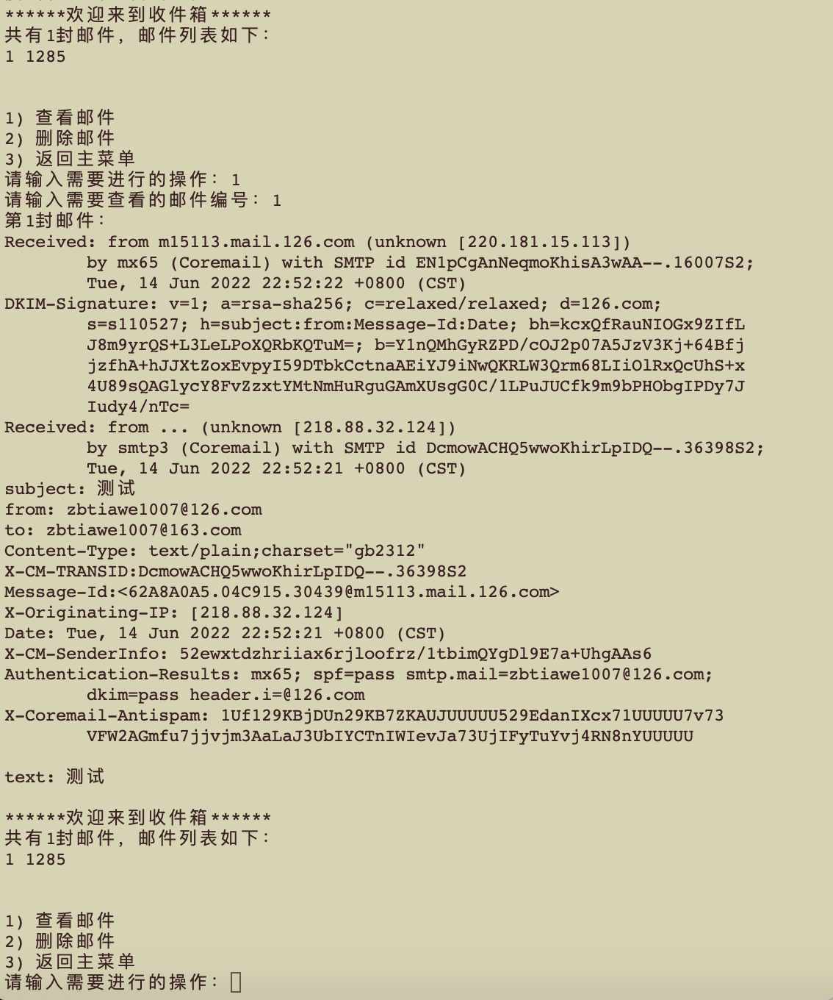 ******欢迎来到收件箱******
共有1封邮件, 邮件列表如下：
1 1285
1) 查看邮件
2) 删除邮件
3) 返回主菜单
请输入需要进行的操作: 1
请输入需要查看的邮件编号: 1
第1封邮件：
Received: from m15113.mail.126.com (unknown [220.181.15.113])
by mx65 (Coremail) with SMTP id EN1pCgAnNeqmoKhisA3wAA--.16007S2;
Tue, 14 Jun 2022 22:52:22 +0800 (CST)
DKIM-Signature: v=1; a=rsa-sha256; c=relaxed/relaxed; d=126.com;
s=s110527; h=subject:from:Message-Id:Date; bh=kcxQfRauNIOGx9ZIfL
J8m9yrQS+L3LeLPoXQRbKQTuM=; b=Y1nQMhGyRZPD/cOJ2p07A5JzV3Kj+64Bfj
jzfhA+hJJXtZoxEvpyI59DTbkCctnaAEiYJ9iNwQKRLW3Qrm68LIiOlRxQcUhS+x
4U89sQAGlycY8FvZzxtYMtNmHuRguGAmXUsgG0C/1LPuJUCfk9m9bPHObgIPDy7J
Iudy4/nTc=
Received: from ... (unknown [218.88.32.124])
by smtp3 (Coremail) with SMTP id DcmowACHQ5wwoKhirLpIDQ--.36398S2;
Tue, 14 Jun 2022 22:52:21 +0800 (CST)
subject: 测试
from: zbtiawe1007@126.com
to: zbtiawe1007@163.com
Content-Type: text/plain;charset="gb2312"
X-CM-TRANSID:DcmowACHQ5wwoKhirLpIDQ--.36398S2
Message-Id:<62A8A0A5.04C915.30439@m15113.mail.126.com>
X-Originating-IP: [218.88.32.124]
Date: Tue, 14 Jun 2022 22:52:21 +0800 (CST)
X-CM-SenderInfo: 52ewxtdzhriiax6rjloofrz/1tbimQYgDl9E7a+UhgAAs6
Authentication-Results: mx65; spf=pass smtp.mail=zbtiawe1007@126.com;
dkim=pass header.i=@126.com
X-Coremail-Antispam: 1Uf129KBjDUn29KB7ZKAUJUUUUU529EdanIXcx71UUUUU7v73
VFW2AGmfu7jjvjm3AaLaJ3UbIYCTnIWIevJa73UjIFyTuYvj4RN8nYUUUUU
text: 测试
******欢迎来到收件箱******
共有1封邮件, 邮件列表如下：
1 1285
1) 查看邮件
2) 删除邮件
3) 返回主菜单
请输入需要进行的操作: